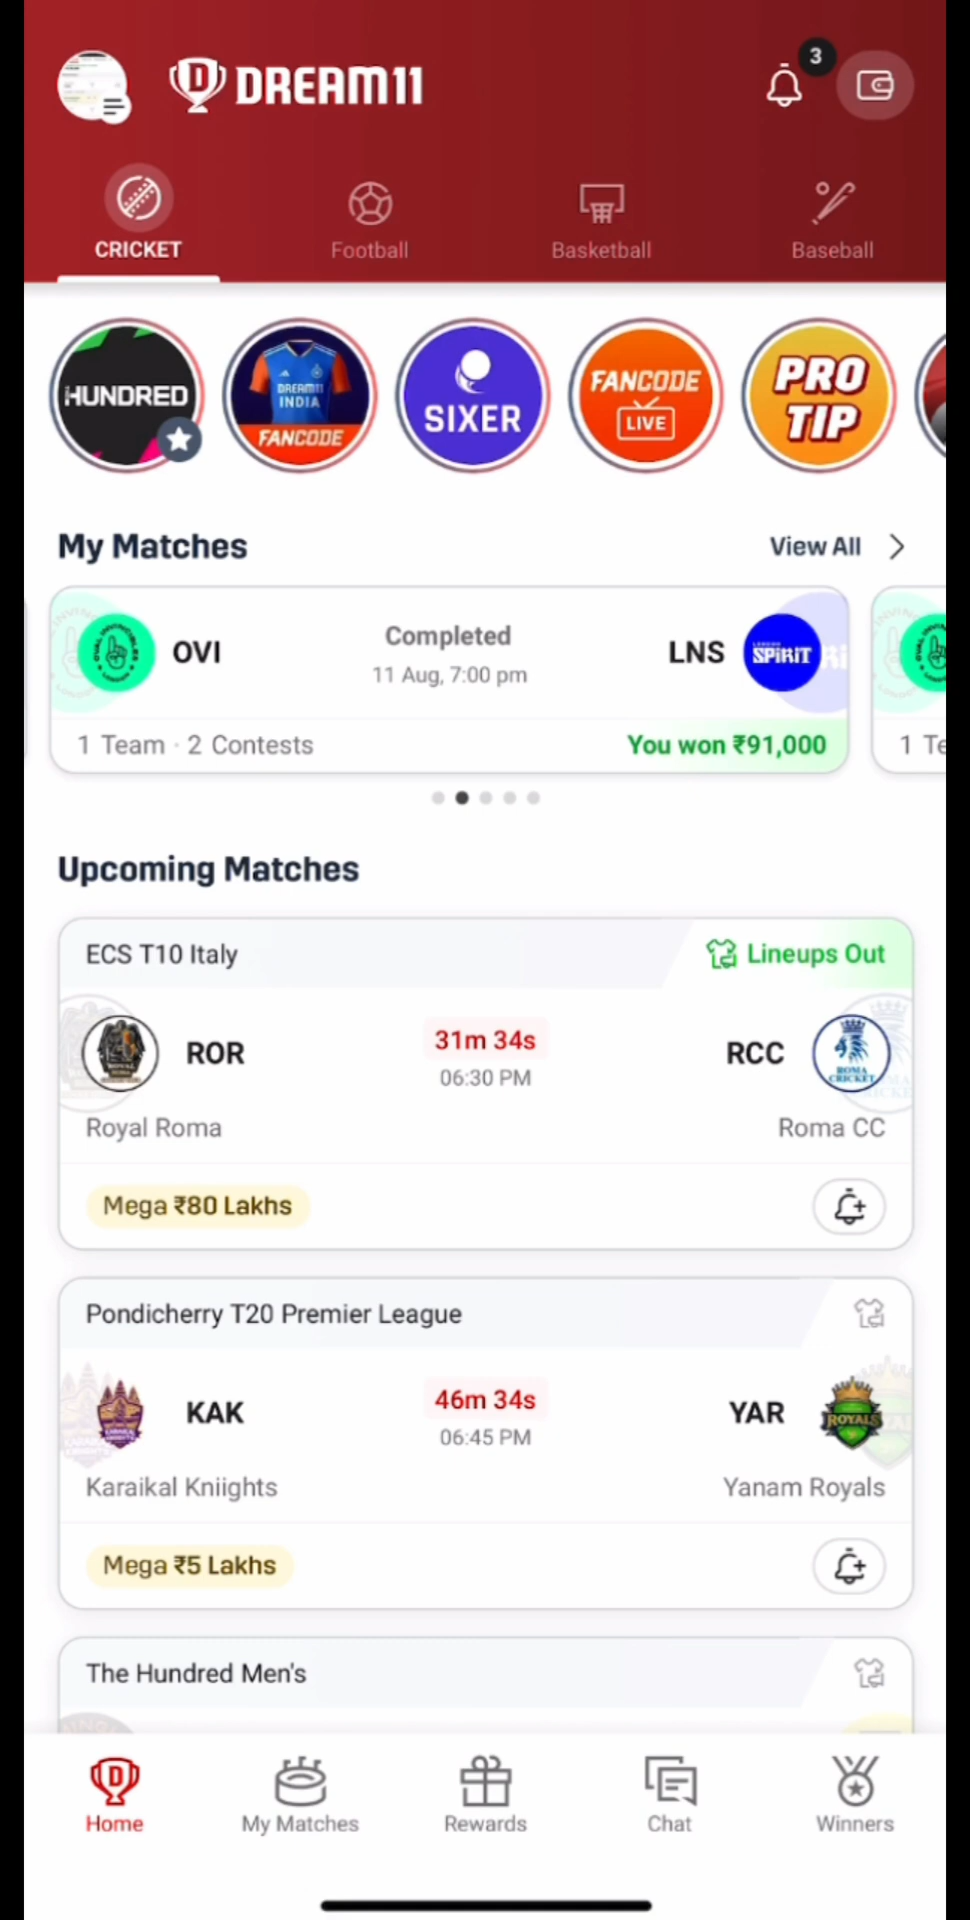 DREAM11
3
CRICKET
Football
Basketball
Baseball
HUNDRED
DREAM11
INDIA
FANCODE
SIXER
FANCODE
LIVE
PRO
TIP
My Matches
View All
OVI
Completed
LNS
SPIRIT
11 Aug, 7:00 pm
1 Team · 2 Contests
You won ₹91,000
1 Te
Upcoming Matches
ECS T10 Italy
Lineups Out
ROR
31m 34s
RCC
ROMA
CRICKET
06:30 PM
Royal Roma
Roma CC
Mega ₹80 Lakhs
Pondicherry T20 Premier League
KAK
46m 34s
YAR
ROYALS
06:45 PM
Karaikal Kniights
Yanam Royals
Mega ₹5 Lakhs
The Hundred Men's
Home
My Matches
Rewards
Chat
Winners